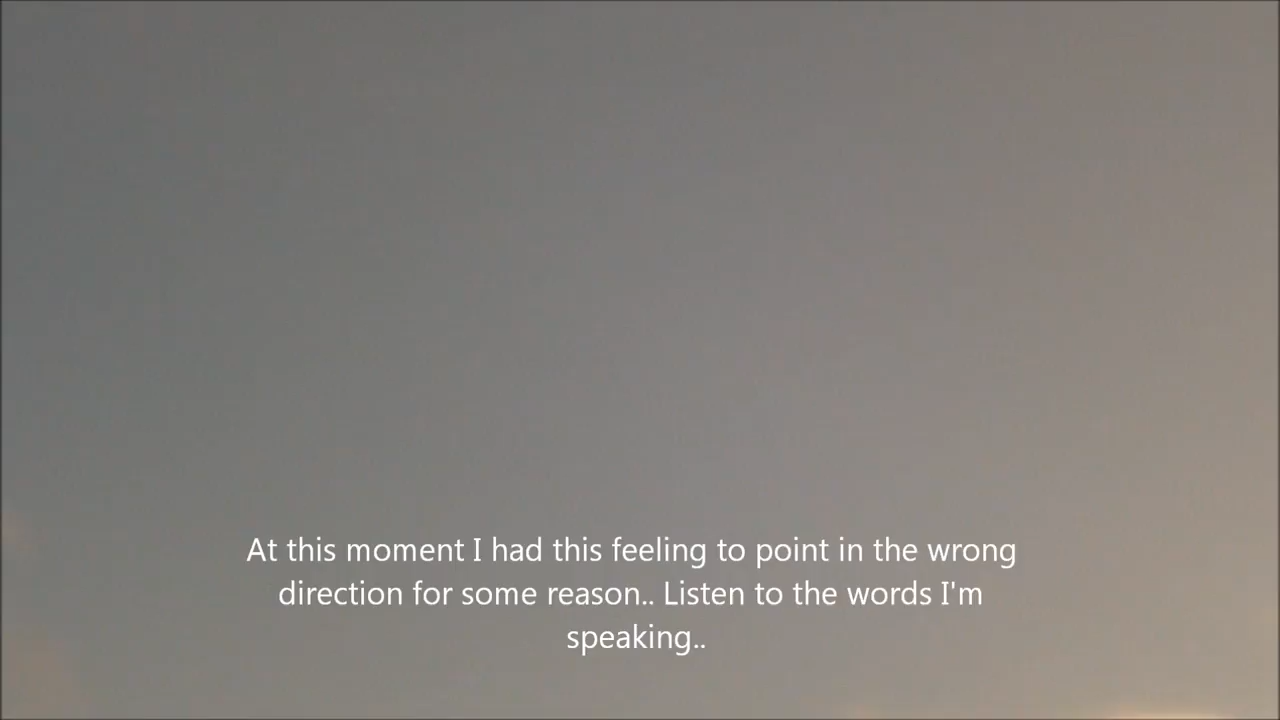 At this moment I had this feeling to point in the wrong
direction for some reason.. Listen to the words I'm
speaking..